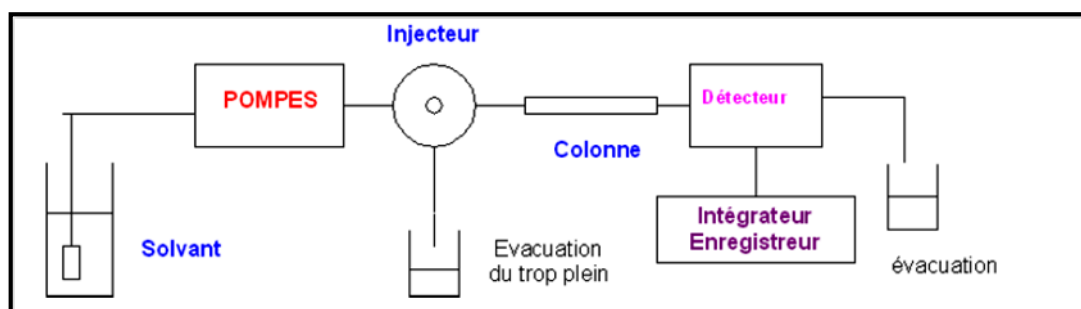 Injecteur
POMPES
Détecteur
Colonne
Solvant
Evacuation
du trop plein
Intégrateur
Enregistreur
évacuation